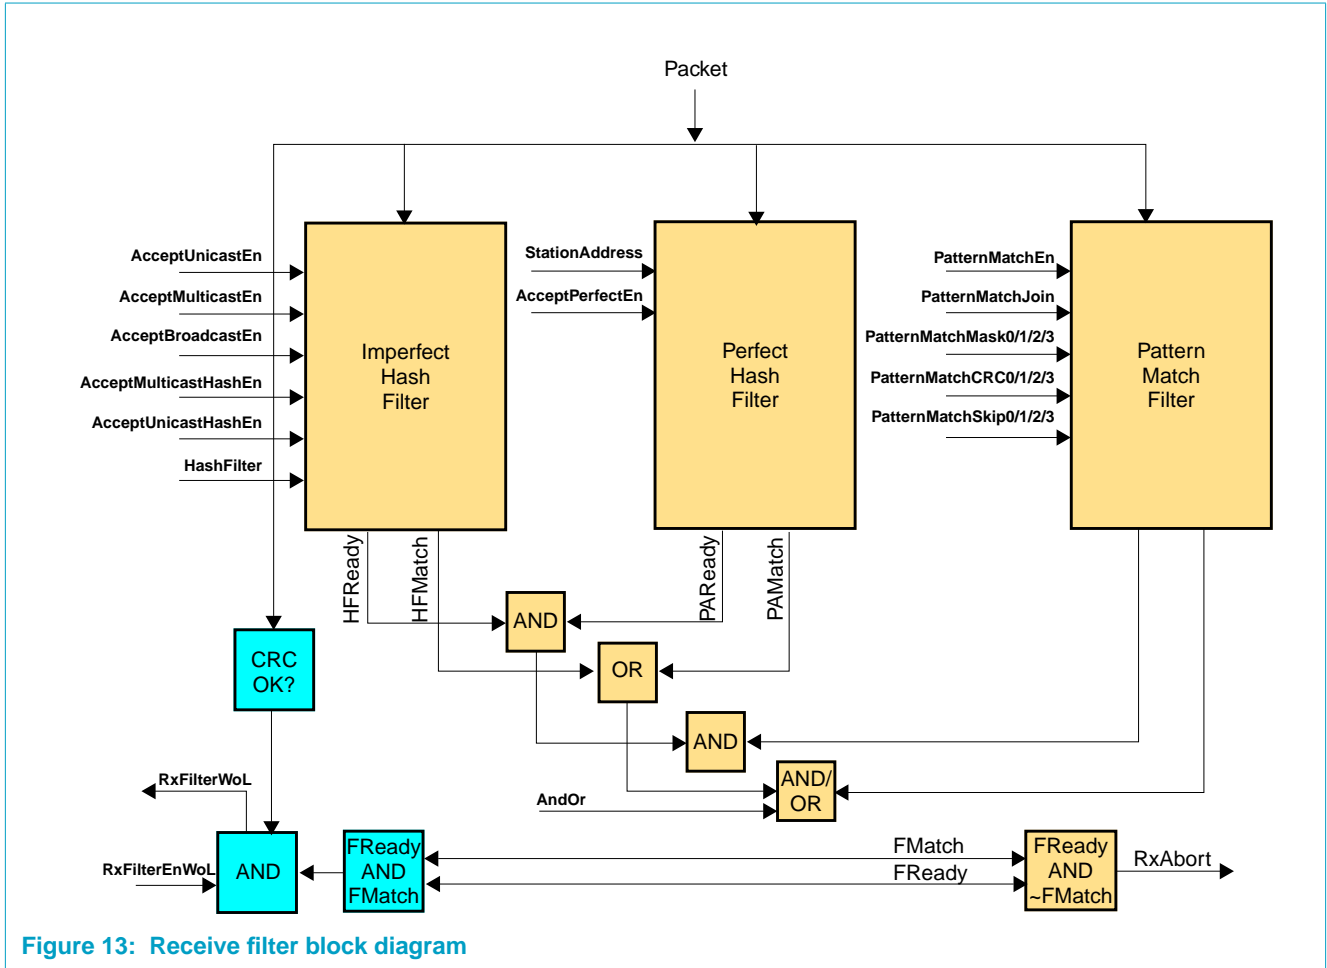 Packet
AcceptUnicastEn
AcceptMulticastEn
AcceptBroadcastEn
AcceptMulticastHashEn
AcceptUnicastHashEn
HashFilter
Imperfect
Hash
Filter
StationAddress
AcceptPerfectEn
Perfect
Hash
Filter
PatternMatchEn
PatternMatchJoin
PatternMatchMask0/1/2/3
PatternMatchCRC0/1/2/3
PatternMatchSkip0/1/2/3
Pattern
Match
Filter
HFReady
HFMatch
PAReady
PAMatch
AND
OR
CRC
OK?
AND
AND/
OR
AndOr
RxFilterWoL
RxFilterEnWoL
AND
FReady
AND
FMatch
FMatch
FReady
FReady
AND
~FMatch
RxAbort
Figure 13: Receive filter block diagram